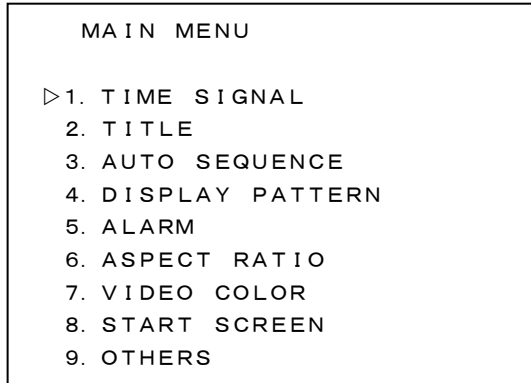 MAIN MENU
▷1. TIME SIGNAL
2. TITLE
3. AUTO SEQUENCE
4. DISPLAY PATTERN
5. ALARM
6. ASPECT RATIO
7. VIDEO COLOR
8. START SCREEN
9. OTHERS